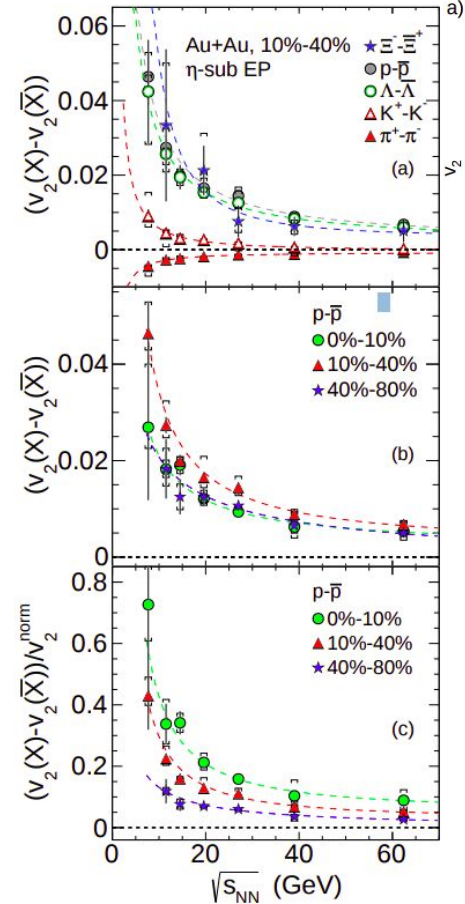 a)
Au+Au, 10%-40%
η-sub EP
Ξ⁻-Ξ̅⁺
p-p̅
Λ-Λ̅
K⁺-K⁻
π⁺-π⁻
(a)
(v₂(X)-v₂(X̅))
0.06
0.04
0.02
0
v₂
p-p̅
0%-10%
10%-40%
40%-80%
(b)
(v₂(X)-v₂(X̅))
0.04
0.02
0
p-p̅
0%-10%
10%-40%
40%-80%
(c)
(v₂(X)-v₂(X̅))/v₂ⁿᵒʳᵐ
0.8
0.6
0.4
0.2
0
0 20 40 60
√sNN (GeV)